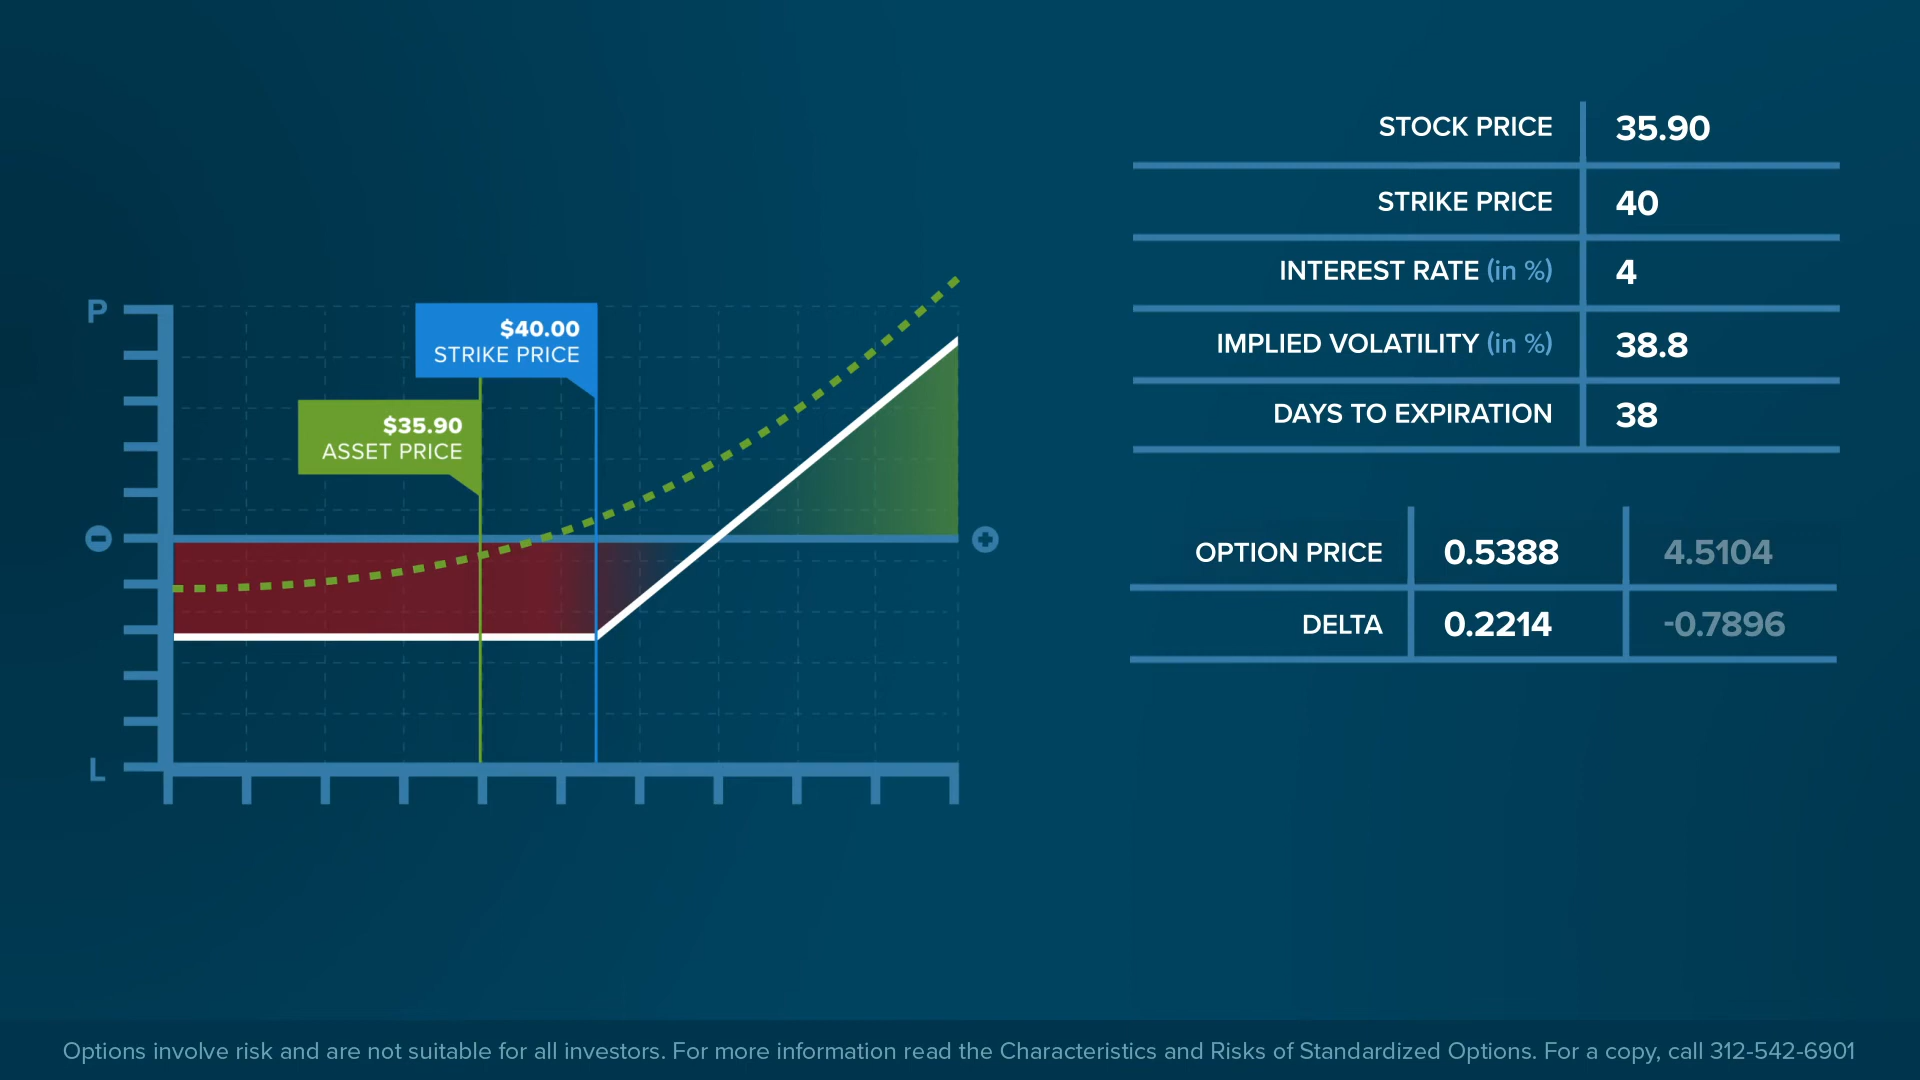 STOCK PRICE 35.90
STRIKE PRICE 40
INTEREST RATE (in %) 4
IMPLIED VOLATILITY (in %) 38.8
DAYS TO EXPIRATION 38
OPTION PRICE 0.5388 4.5104
DELTA 0.2214 -0.7896
P
$40.00
STRIKE PRICE
$35.90
ASSET PRICE
L
Options involve risk and are not suitable for all investors. For more information read the Characteristics and Risks of Standardized Options. For a copy, call 312-542-6901